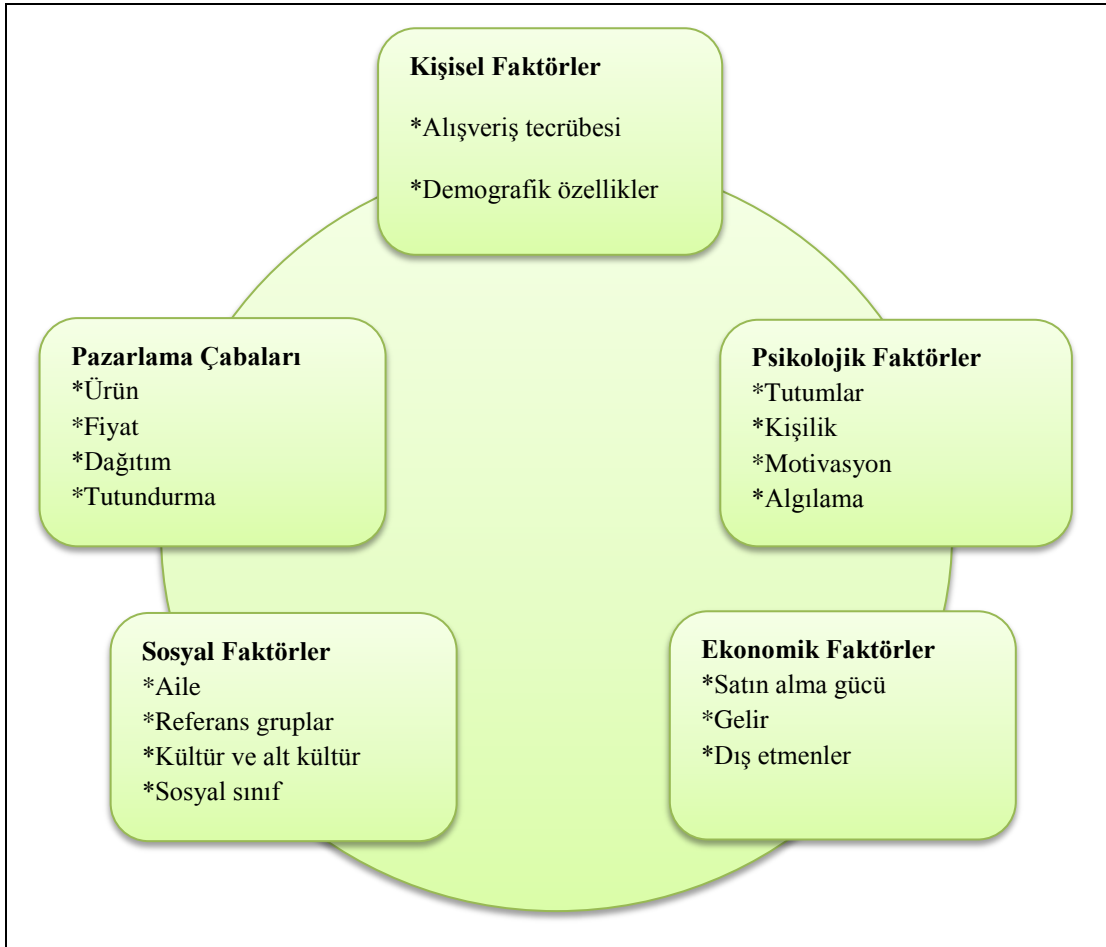 Kişisel Faktörler
*Alışveriş tecrübesi
*Demografik özellikler
Pazarlama Çabaları
*Ürün
*Fiyat
*Dağıtım
*Tutundurma
Psikolojik Faktörler
*Tutumlar
*Kişilik
*Motivasyon
*Algılama
Sosyal Faktörler
*Aile
*Referans gruplar
*Kültür ve alt kültür
*Sosyal sınıf
Ekonomik Faktörler
*Satın alma gücü
*Gelir
*Dış etmenler